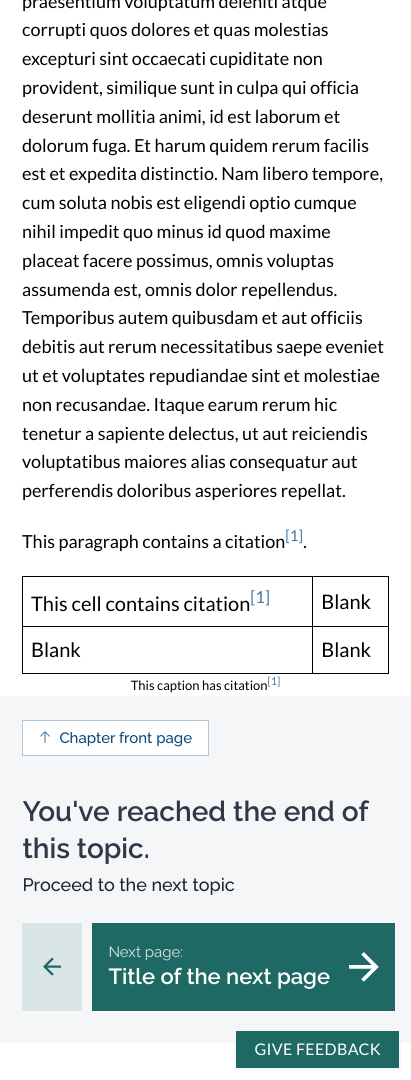 praesentium voluptatum deleniti atque
corrupti quos dolores et quas molestias
excepturi sint occaecati cupiditate non
provident, similique sunt in culpa qui officia
deserunt mollitia animi, id est laborum et
dolorum fuga. Et harum quidem rerum facilis
est et expedita distinctio. Nam libero tempore,
cum soluta nobis est eligendi optio cumque
nihil impedit quo minus id quod maxime
placeat facere possimus, omnis voluptas
assumenda est, omnis dolor repellendus.
Temporibus autem quibusdam et aut officiis
debitis aut rerum necessitatibus saepe eveniet
ut et voluptates repudiandae sint et molestiae
non recusandae. Itaque earum rerum hic
tenetur a sapiente delectus, ut aut reiciendis
voluptatibus maiores alias consequatur aut
perferendis doloribus asperiores repellat.
This paragraph contains a citation[1].
This cell contains citation[1] Blank
Blank Blank
This caption has citation[1]
↑ Chapter front page
You've reached the end of
this topic.
Proceed to the next topic
← Next page:
Title of the next page →
GIVE FEEDBACK